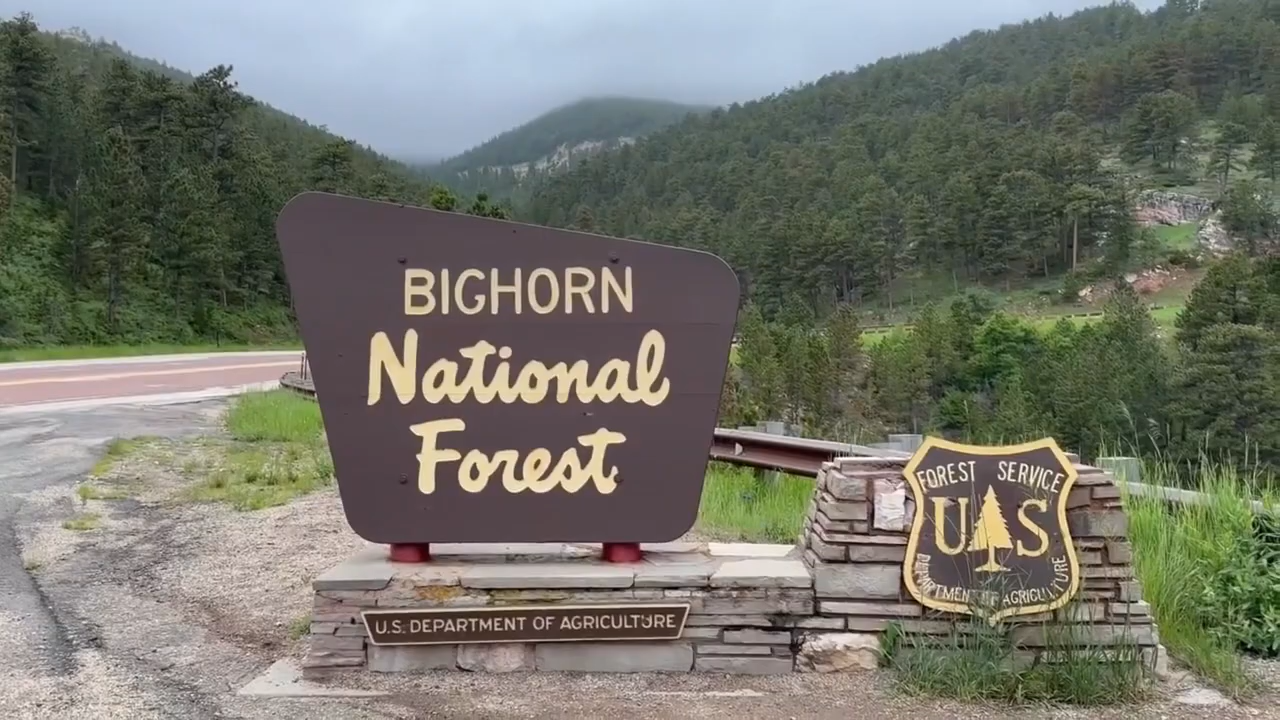 BIGHORN
National
Forest
U.S. DEPARTMENT OF AGRICULTURE
FOREST SERVICE
U S
DEPARTMENT OF AGRICULTURE